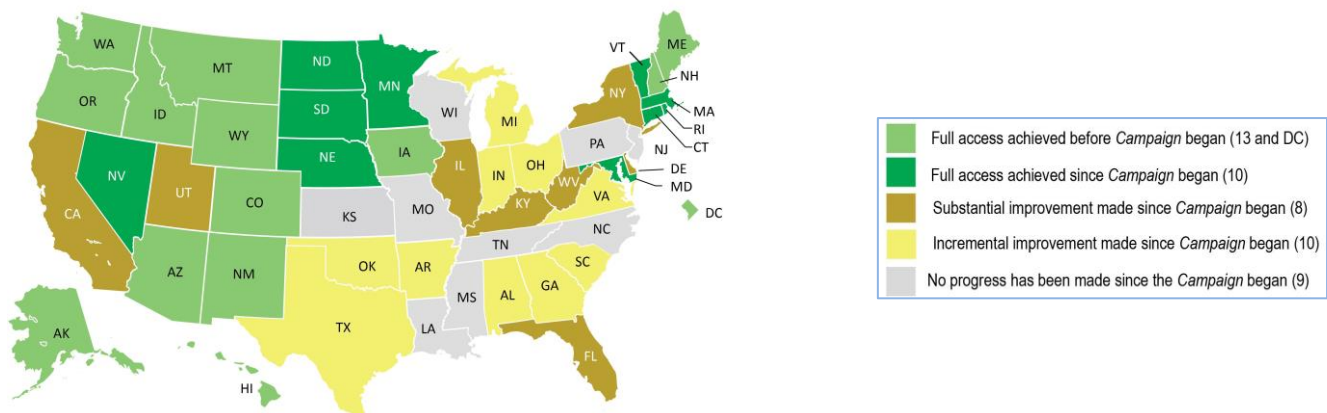 WA
MT
ND
MN
VT
ME
NH
OR
ID
WY
SD
WI
MI
NY
MA
RI
CT
NV
UT
CO
NE
IA
IL
IN
OH
PA
NJ
DE
MD
CA
KS
MO
KY
WV
VA
DC
AZ
NM
OK
AR
TN
NC
SC
TX
LA
MS
AL
GA
FL
AK
HI
Full access achieved before Campaign began (13 and DC)
Full access achieved since Campaign began (10)
Substantial improvement made since Campaign began (8)
Incremental improvement made since Campaign began (10)
No progress has been made since the Campaign began (9)